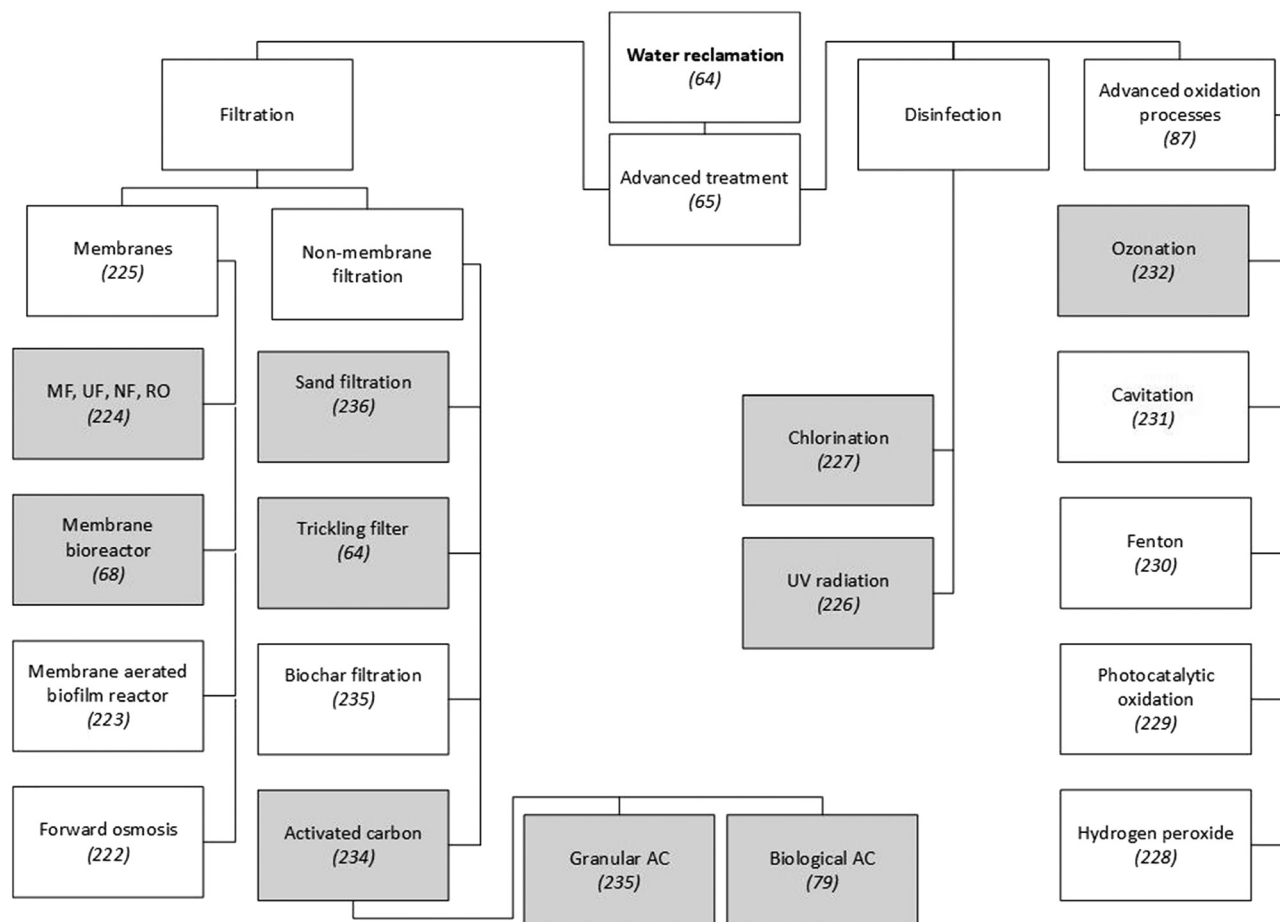 Water reclamation
(64)
Advanced treatment
(65)
Filtration
Membranes
(225)
MF, UF, NF, RO
(224)
Membrane
bioreactor
(68)
Membrane aerated
biofilm reactor
(223)
Forward osmosis
(222)
Non-membrane
filtration
Sand filtration
(236)
Trickling filter
(64)
Biochar filtration
(235)
Activated carbon
(234)
Granular AC
(235)
Biological AC
(79)
Disinfection
Chlorination
(227)
UV radiation
(226)
Advanced oxidation
processes
(87)
Ozonation
(232)
Cavitation
(231)
Fenton
(230)
Photocatalytic
oxidation
(229)
Hydrogen peroxide
(228)